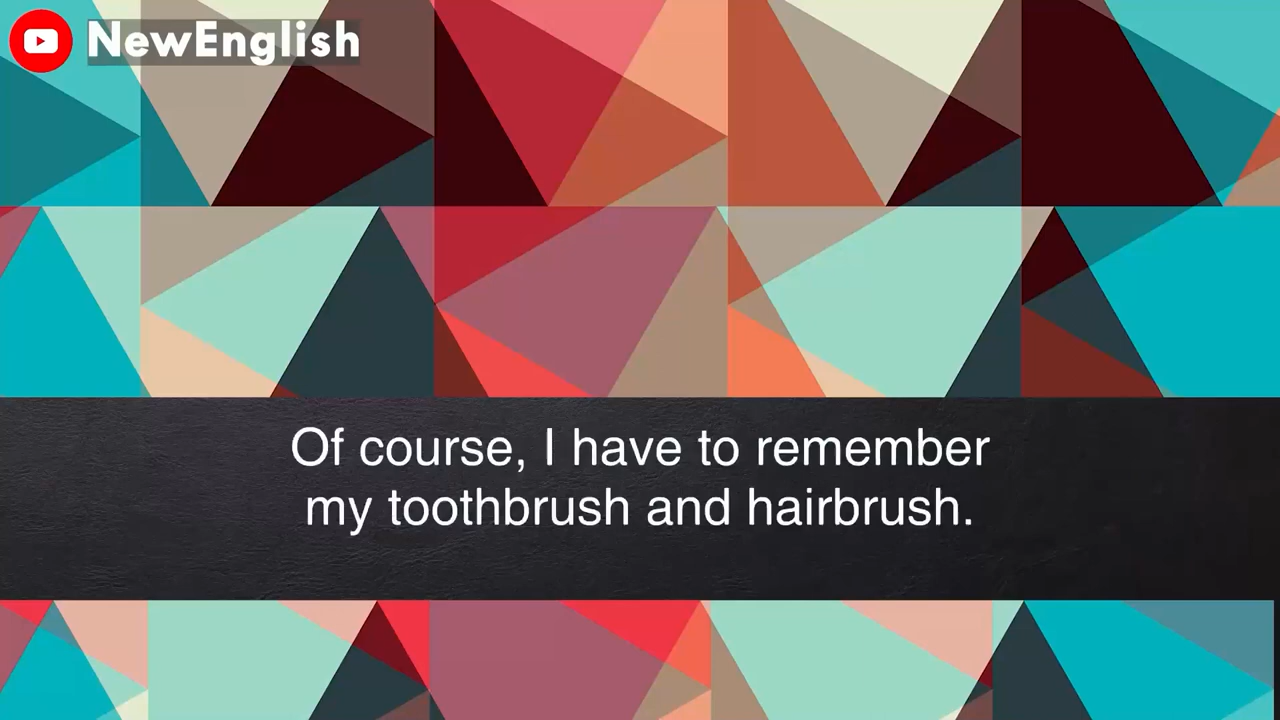 NewEnglish
Of course, I have to remember
my toothbrush and hairbrush.